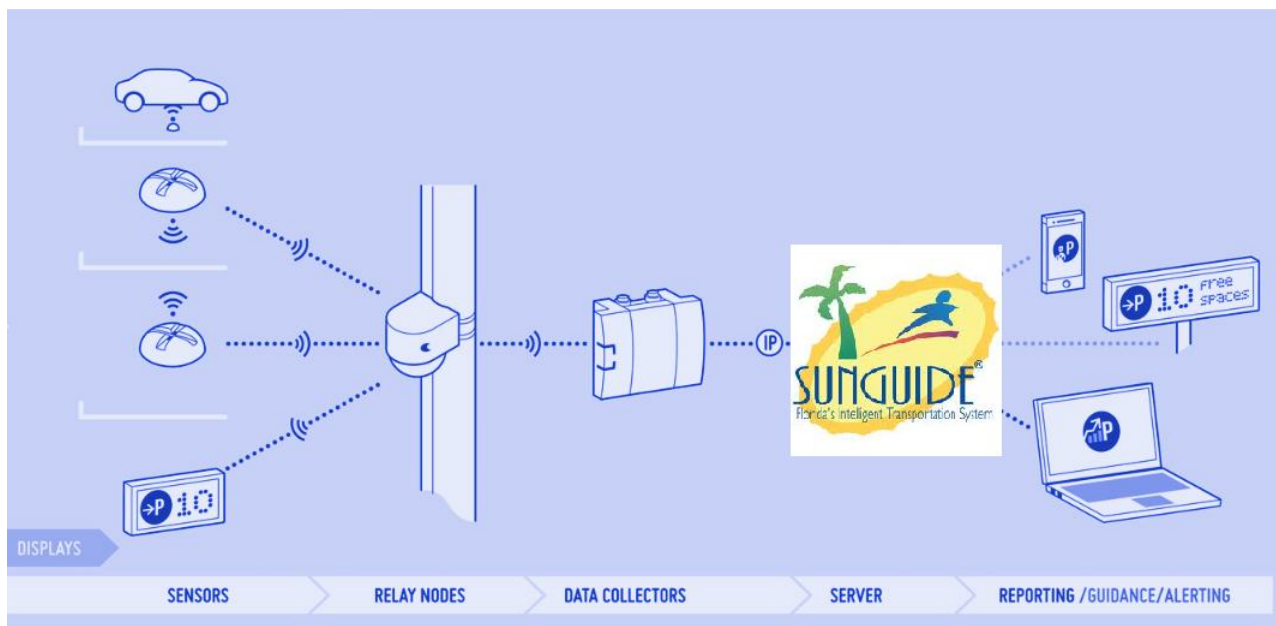 P
→P 10 Free
spaces
IP
SUNGUIDE®
Florida's Intelligent Transportation System
P
→P 10
DISPLAYS
SENSORS
RELAY NODES
DATA COLLECTORS
SERVER
REPORTING /GUIDANCE/ALERTING